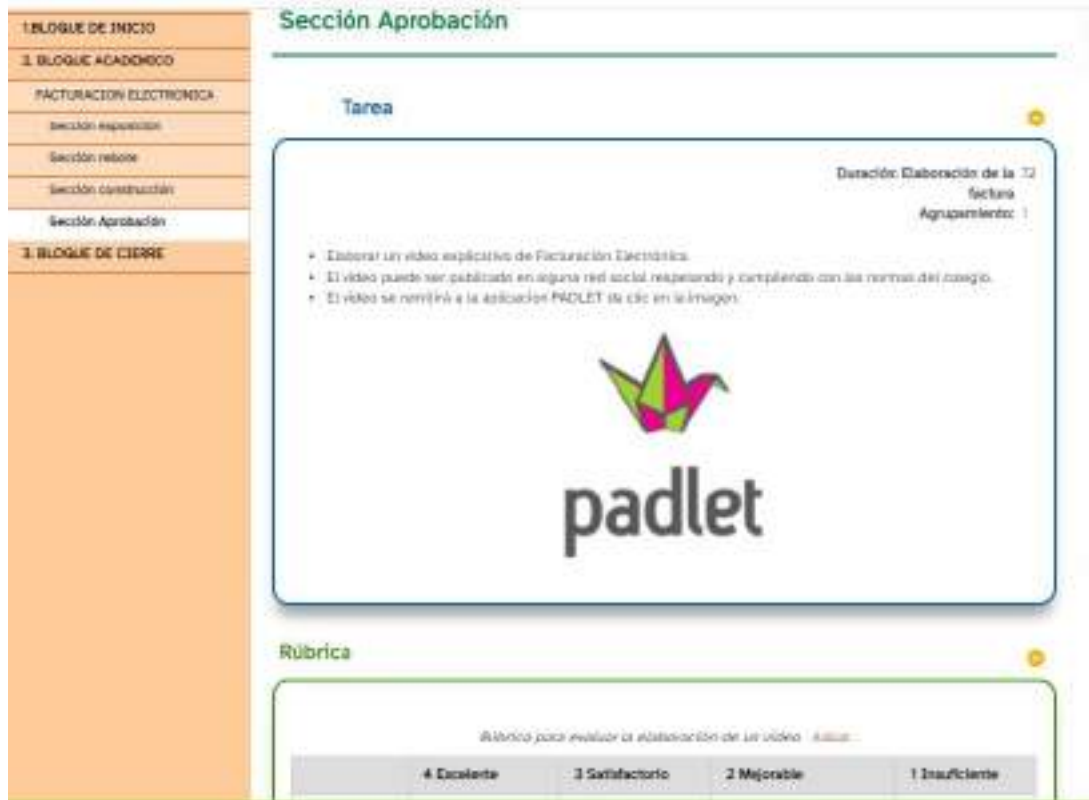 1.BLOQUE DE INICIO
2. BLOQUE ACADEMICO
FACTURACION ELECTRONICA
Sección exposición
Sección rebote
Sección construcción
Sección Aprobación
3. BLOQUE DE CIERRE
Sección Aprobación
Tarea
Duración: Elaboración de la 72
factura
Agrupamiento: 1
• Elaborar un video explicativo de Facturación Electrónica.
• El video puede ser publicado en alguna red social respetando y cumpliendo con las normas del colegio.
• El video se remitirá a la aplicación PADLET da clic en la imagen.
padlet
Rúbrica
Rúbrica para evaluar la elaboración de un video
4 Excelente 3 Satisfactorio 2 Mejorable 1 Insuficiente